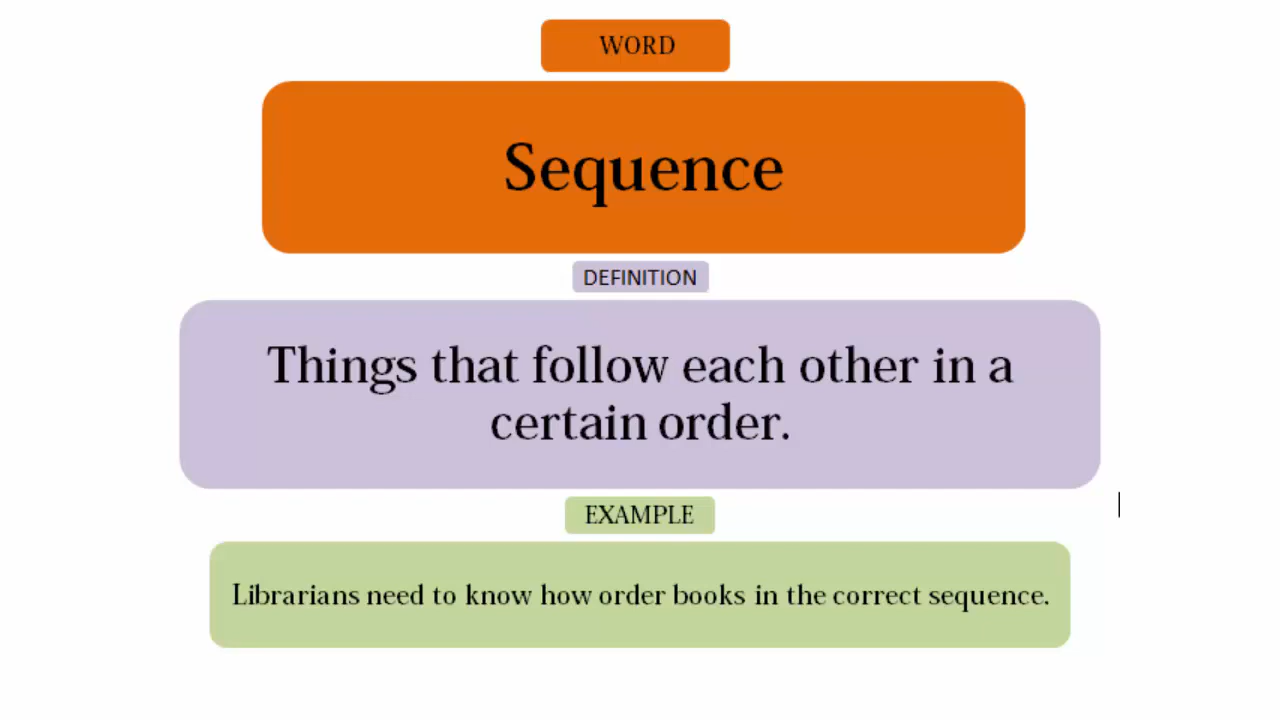 WORD
Sequence
DEFINITION
Things that follow each other in a
certain order.
EXAMPLE
Librarians need to know how order books in the correct sequence.